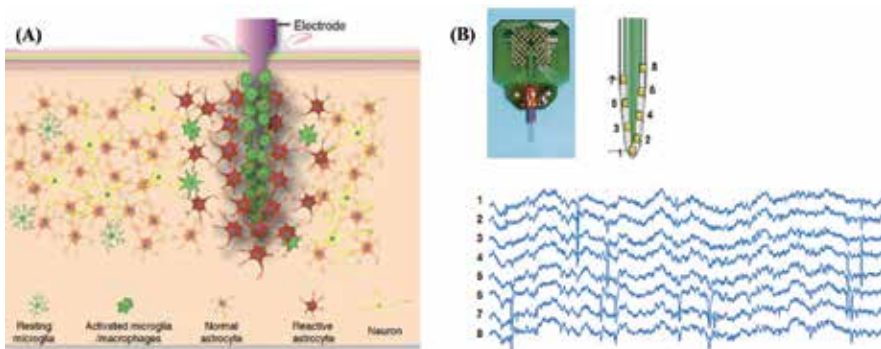 (A)
Electrode
Resting
microglia
Activated microglia
/macrophages
Normal
astrocyte
Reactive
astrocyte
Neuron
(B)
8
6
5
4
3
2
1
1
2
3
4
5
6
7
8